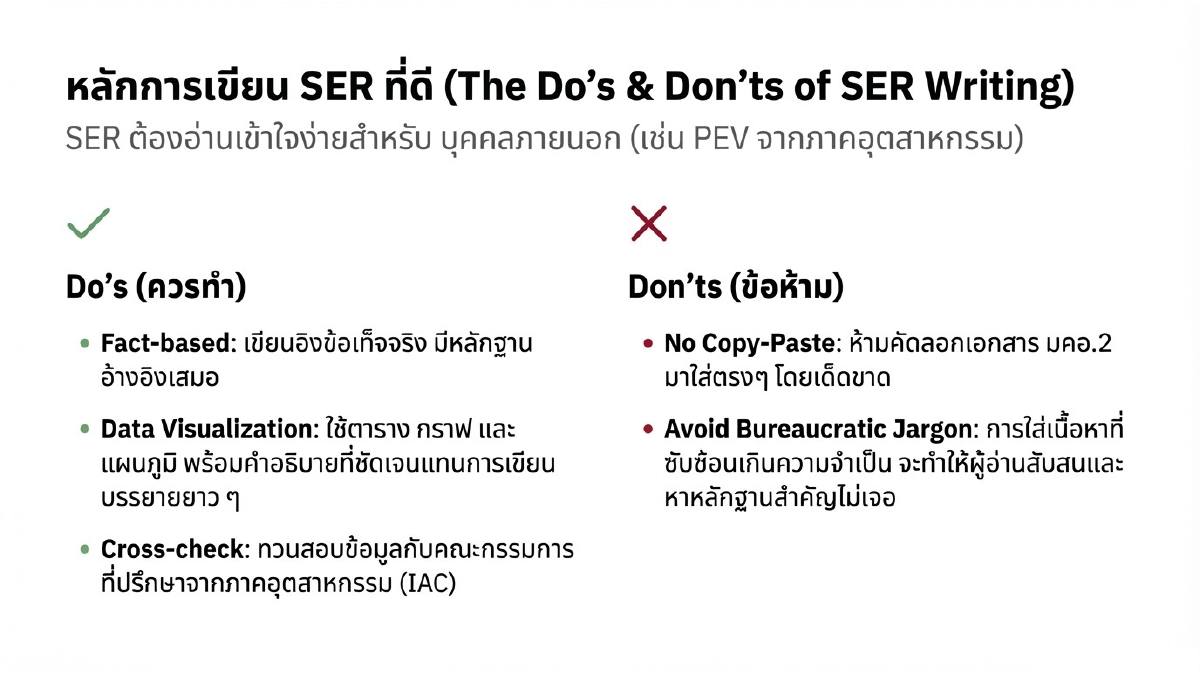 หลักการเขียน SER ที่ดี (The Do’s & Don’ts of SER Writing)
SER ต้องอ่านเข้าใจง่ายสำหรับ บุคคลภายนอก (เช่น PEV จากภาคอุตสาหกรรม)
Do’s (ควรทำ)
• Fact-based: เขียนอิงข้อเท็จจริง มีหลักฐาน
อ้างอิงเสมอ
• Data Visualization: ใช้ตาราง กราฟ และ
แผนภูมิ พร้อมคำอธิบายที่ชัดเจนแทนการเขียน
บรรยายยาว ๆ
• Cross-check: ทวนสอบข้อมูลกับคณะกรรมการ
ที่ปรึกษาจากภาคอุตสาหกรรม (IAC)
Don’ts (ข้อห้าม)
• No Copy-Paste: ห้ามคัดลอกเอกสาร มคอ.2
มาใส่ตรงๆ โดยเด็ดขาด
• Avoid Bureaucratic Jargon: การใส่เนื้อหาที่
ซับซ้อนเกินความจำเป็น จะทำให้ผู้อ่านสับสนและ
หาหลักฐานสำคัญไม่เจอ